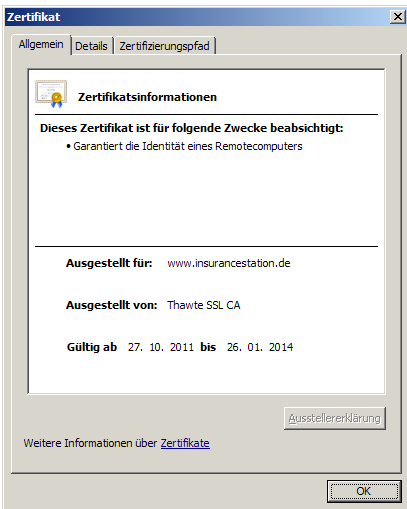 Zertifikat
Allgemein Details Zertifizierungspfad
Zertifikatsinformationen
Dieses Zertifikat ist für folgende Zwecke beabsichtigt:
• Garantiert die Identität eines Remotecomputers
Ausgestellt für: www.insurancestation.de
Ausgestellt von: Thawte SSL CA
Gültig ab 27. 10. 2011 bis 26. 01. 2014
Ausstellererklärung
Weitere Informationen über Zertifikate
OK